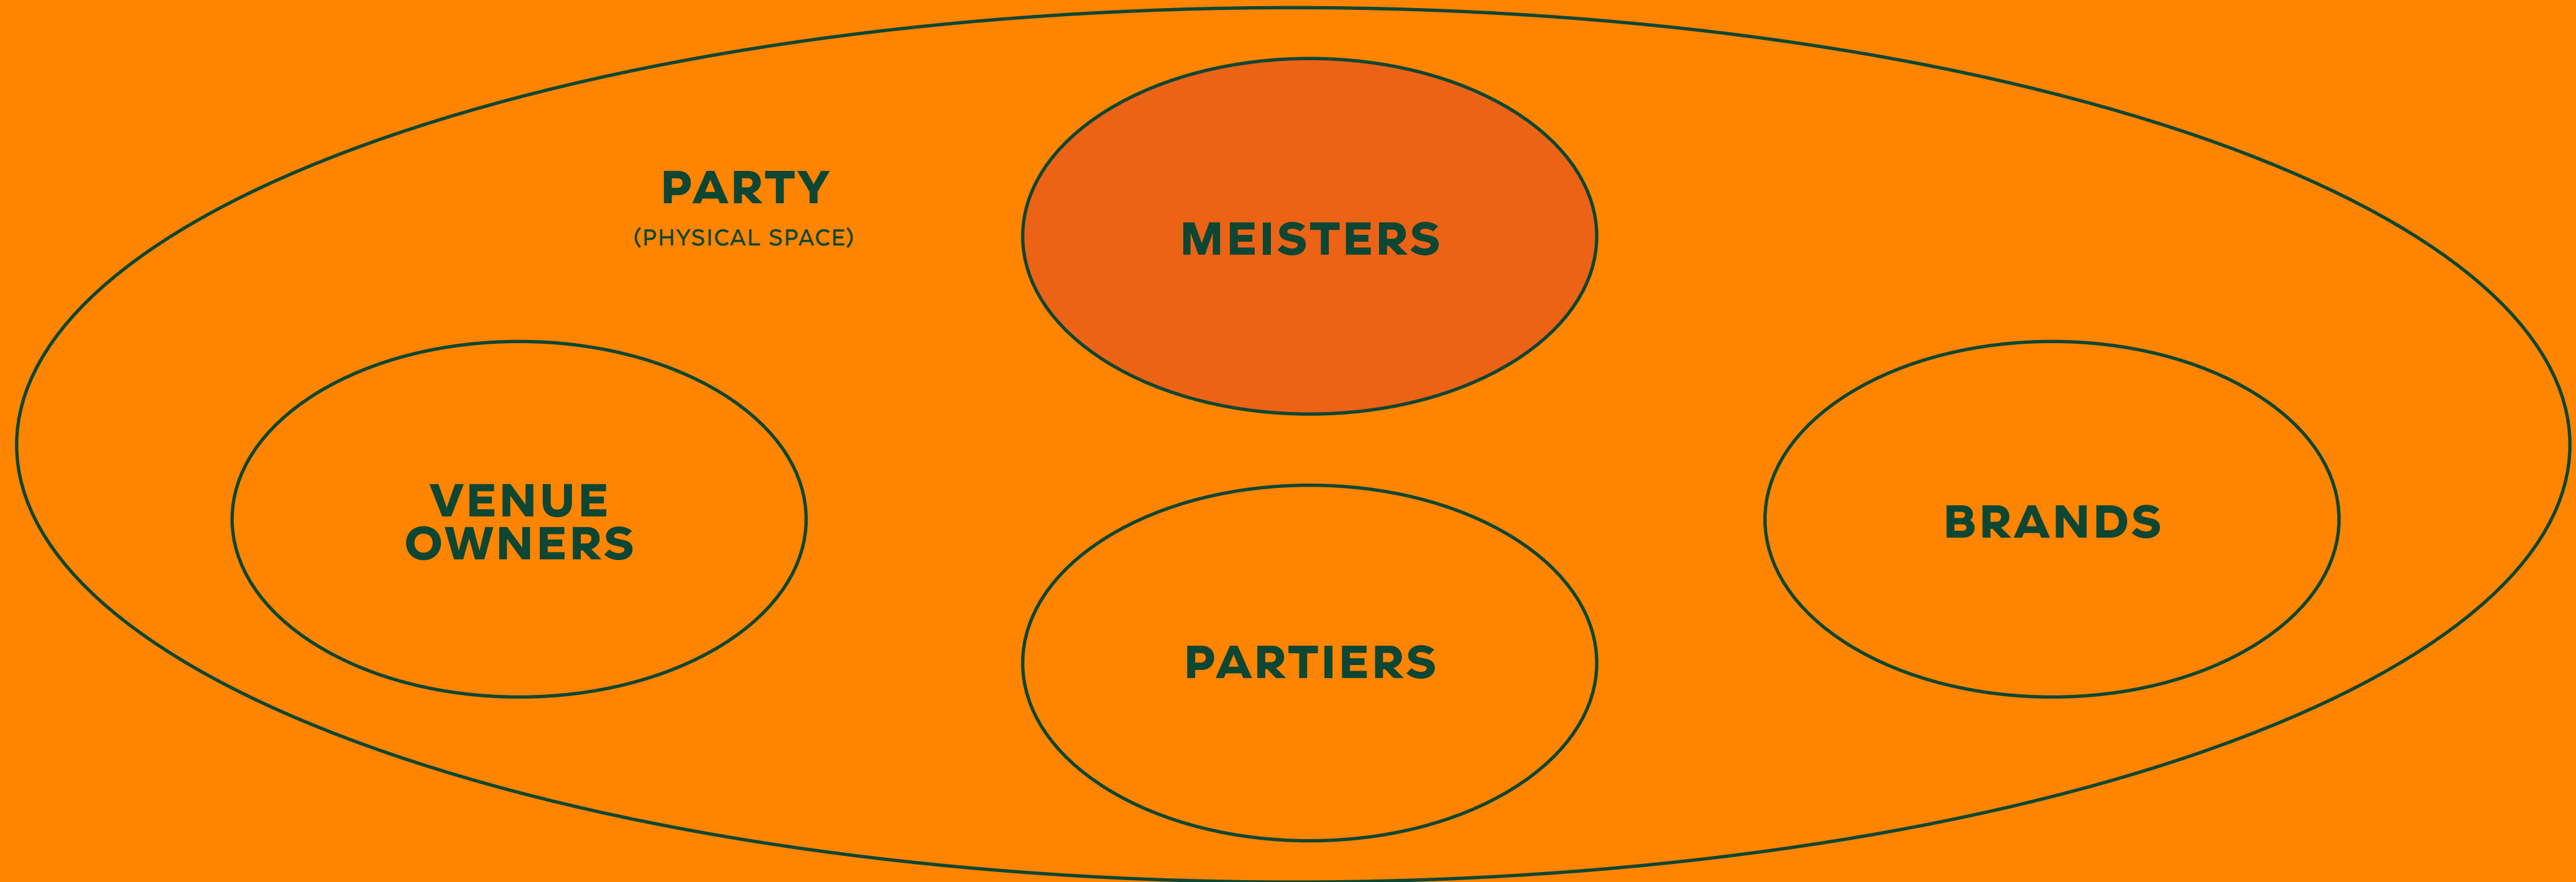 PARTY
(PHYSICAL SPACE)
MEISTERS
VENUE
OWNERS
BRANDS
PARTIERS